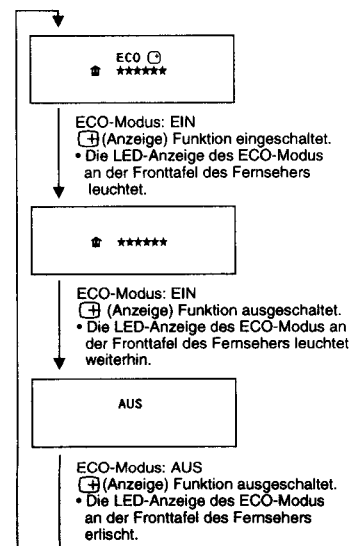 ECO
★★★★★★
ECO-Modus: EIN
(Anzeige) Funktion eingeschaltet.
• Die LED-Anzeige des ECO-Modus
an der Fronttafel des Fernsehers
leuchtet.
★★★★★★
ECO-Modus: EIN
(Anzeige) Funktion ausgeschaltet.
• Die LED-Anzeige des ECO-Modus an
der Fronttafel des Fernsehers leuchtet
weiterhin.
AUS
ECO-Modus: AUS
(Anzeige) Funktion ausgeschaltet.
• Die LED-Anzeige des ECO-Modus
an der Fronttafel des Fernsehers
erlischt.